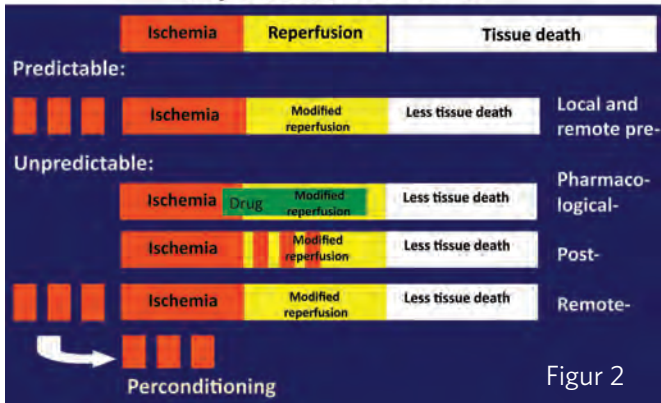 Ischemia Reperfusion Tissue death
Predictable:
Ischemia Modified reperfusion Less tissue death Local and remote pre-
Unpredictable:
Ischemia Drug Modified reperfusion Less tissue death Pharmaco-logical-
Ischemia Modified reperfusion Less tissue death Post-
Ischemia Modified reperfusion Less tissue death Remote-
Perconditioning
Figur 2